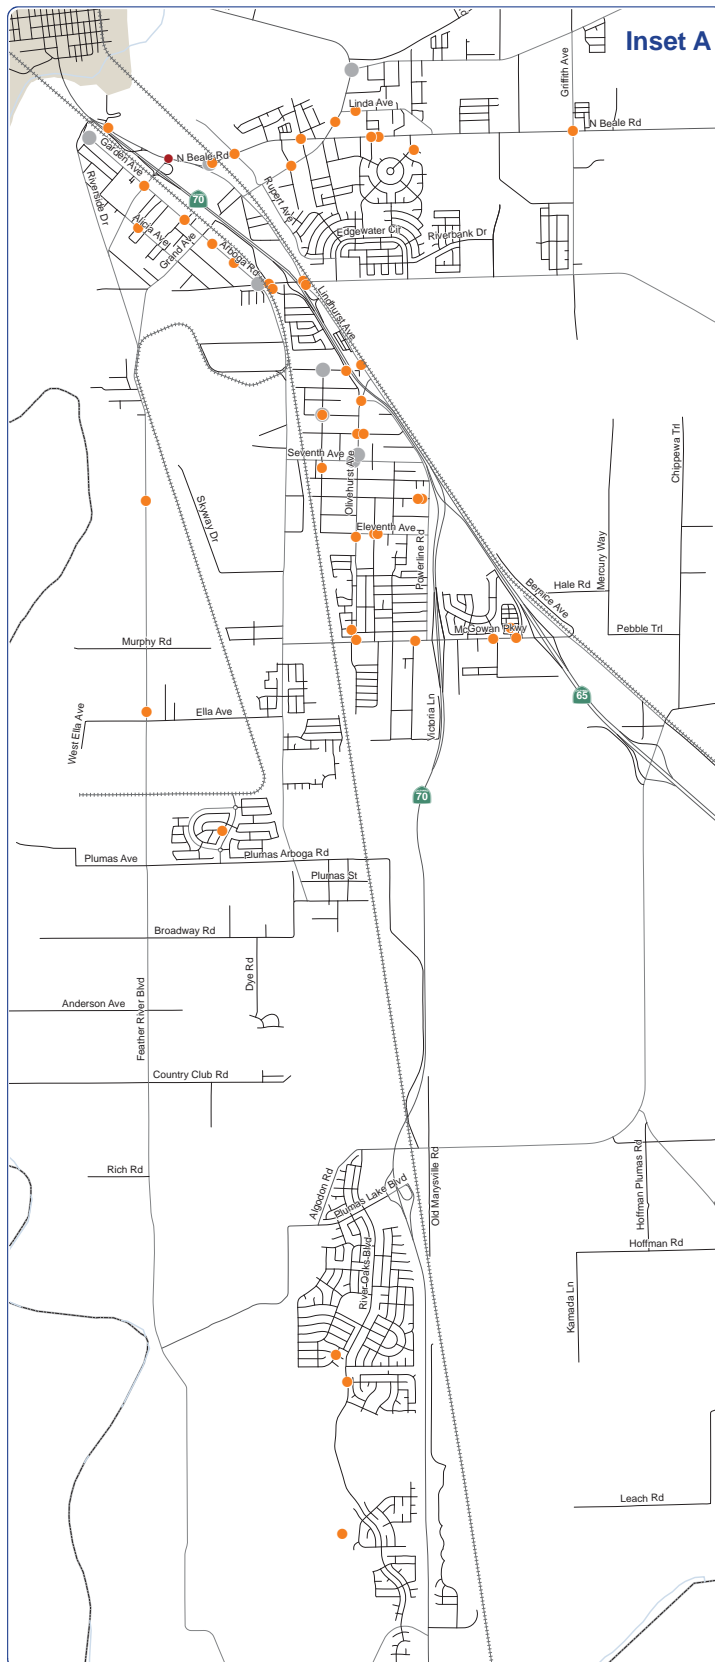 Inset A
Griffith Ave
Linda Ave
N Beale Rd
N Beale Rd
Garden Ave
Riverside Dr
70
Rupert Ave
Alicia Ave
Grand Ave
Arboga Rd
Edgewater Cir
Riverbank Dr
Lindhurst Ave
Seventh Ave
Olivehurst Ave
Chippewa Trl
Skyway Dr
Eleventh Ave
Powerline Rd
Mercury Way
Hale Rd
Bernice Ave
McGowan Pkwy
Pebble Trl
Murphy Rd
65
Ella Ave
West Ella Ave
Victoria Ln
70
Plumas Ave
Plumas Arboga Rd
Plumas St
Broadway Rd
Dye Rd
Anderson Ave
Feather River Blvd
Country Club Rd
Rich Rd
Algodon Rd
Plumas Lake Blvd
Old Marysville Rd
Hoffman Plumas Rd
Hoffman Rd
River Oaks Blvd
Kamada Ln
Leach Rd